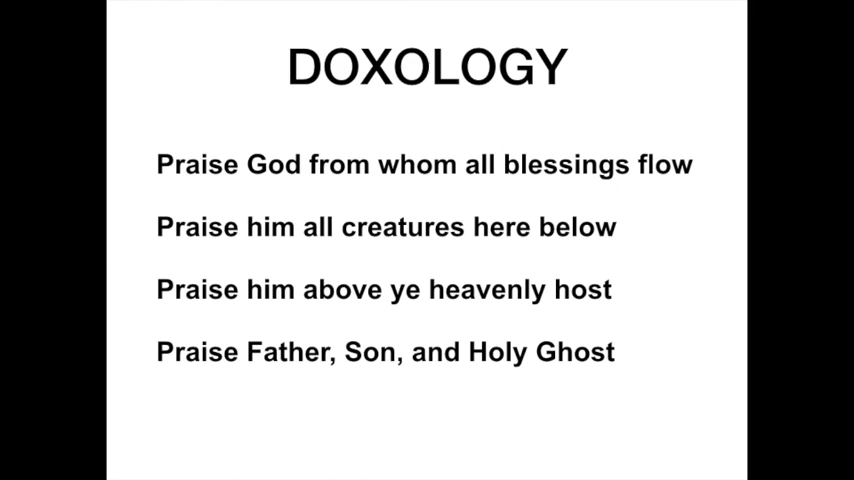 DOXOLOGY
Praise God from whom all blessings flow
Praise him all creatures here below
Praise him above ye heavenly host
Praise Father, Son, and Holy Ghost